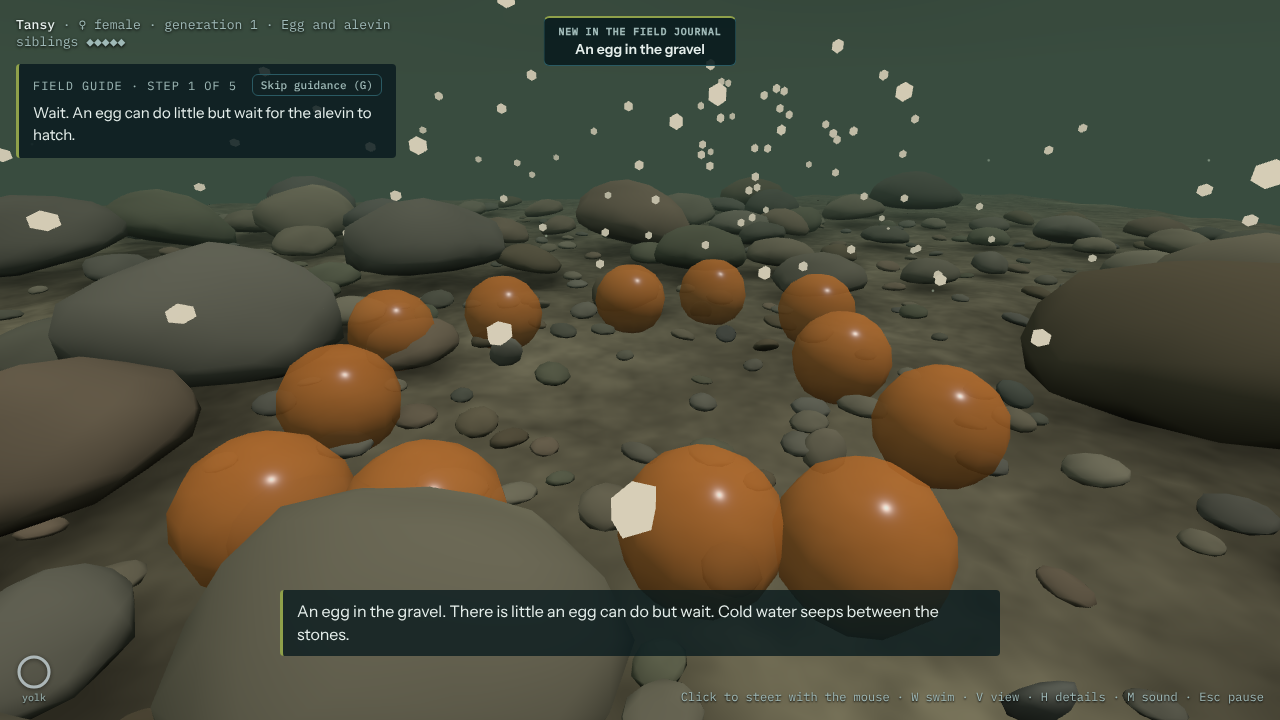 Tansy · ♀ female · generation 1 · Egg and alevin
siblings ◆◆◆◆◆
FIELD GUIDE · STEP 1 OF 5
Skip guidance (G)
Wait. An egg can do little but wait for the alevin to
hatch.
NEW IN THE FIELD JOURNAL
An egg in the gravel
An egg in the gravel. There is little an egg can do but wait. Cold water seeps between the
stones.
yolk
Click to steer with the mouse · W swim · V view · H details · M sound · Esc pause